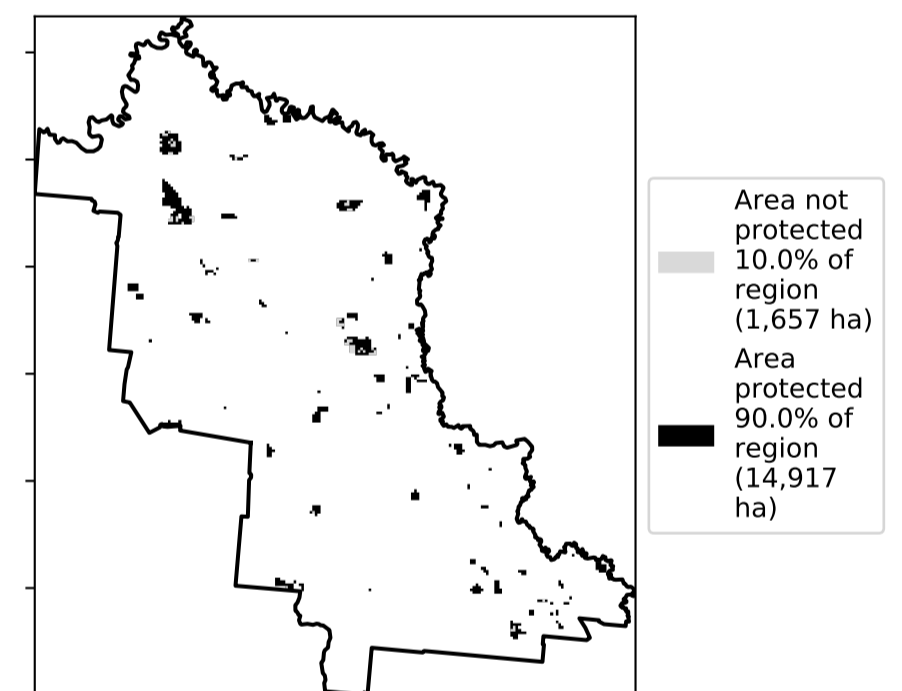 Area not
protected
10.0% of
region
(1,657 ha)
Area
protected
90.0% of
region
(14,917
ha)